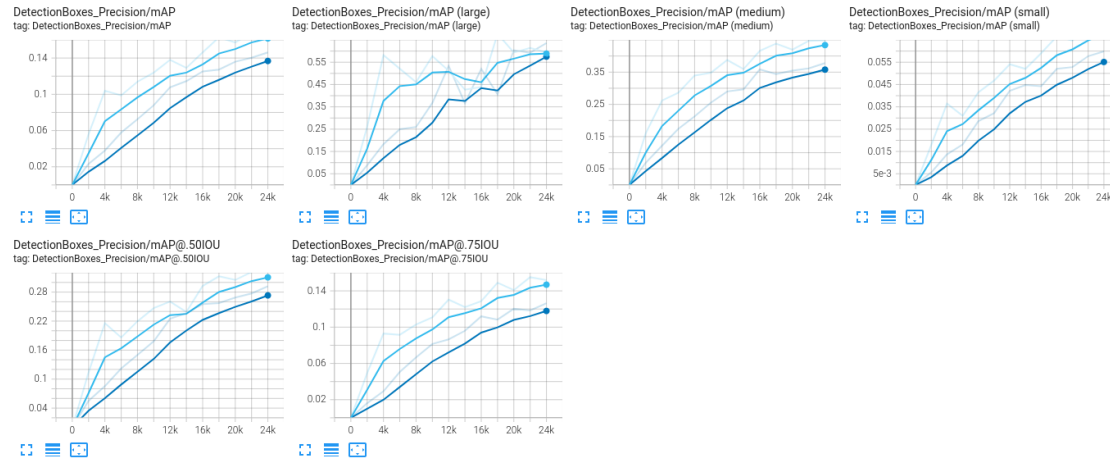 DetectionBoxes_Precision/mAP
tag: DetectionBoxes_Precision/mAP
0.14
0.1
0.06
0.02
0 4k 8k 12k 16k 20k 24k
DetectionBoxes_Precision/mAP (large)
tag: DetectionBoxes_Precision/mAP (large)
0.55
0.45
0.35
0.25
0.15
0.05
0 4k 8k 12k 16k 20k 24k
DetectionBoxes_Precision/mAP (medium)
tag: DetectionBoxes_Precision/mAP (medium)
0.35
0.25
0.15
0.05
0 4k 8k 12k 16k 20k 24k
DetectionBoxes_Precision/mAP (small)
tag: DetectionBoxes_Precision/mAP (small)
0.055
0.045
0.035
0.025
0.015
5e-3
0 4k 8k 12k 16k 20k 24k
DetectionBoxes_Precision/mAP@.50IOU
tag: DetectionBoxes_Precision/mAP@.50IOU
0.28
0.22
0.16
0.1
0.04
0 4k 8k 12k 16k 20k 24k
DetectionBoxes_Precision/mAP@.75IOU
tag: DetectionBoxes_Precision/mAP@.75IOU
0.14
0.1
0.06
0.02
0 4k 8k 12k 16k 20k 24k